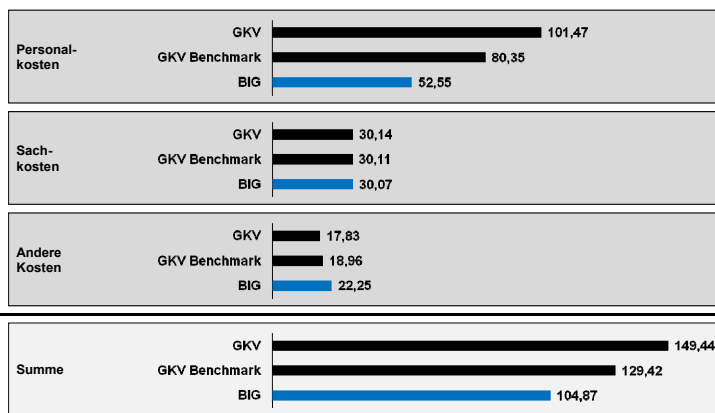 Personal-
kosten
GKV 101,47
GKV Benchmark 80,35
BIG 52,55
Sach-
kosten
GKV 30,14
GKV Benchmark 30,11
BIG 30,07
Andere
Kosten
GKV 17,83
GKV Benchmark 18,96
BIG 22,25
Summe
GKV 149,44
GKV Benchmark 129,42
BIG 104,87